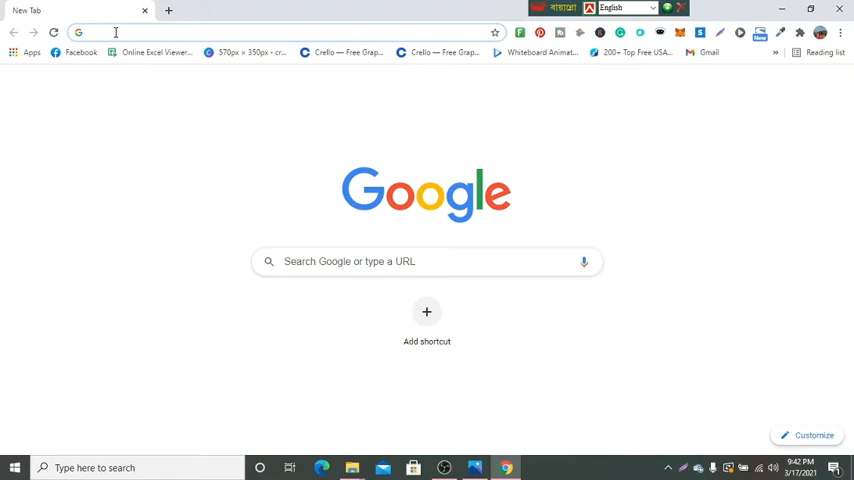 New Tab
বায়ান্নো
English
Apps
Facebook
Online Excel Viewer...
570px × 350px - cr...
Crello — Free Grap...
Crello — Free Grap...
Whiteboard Animat...
200+ Top Free USA...
Gmail
»
Reading list
New
Google
Search Google or type a URL
Add shortcut
Customize
Type here to search
9:42 PM
3/17/2021
1